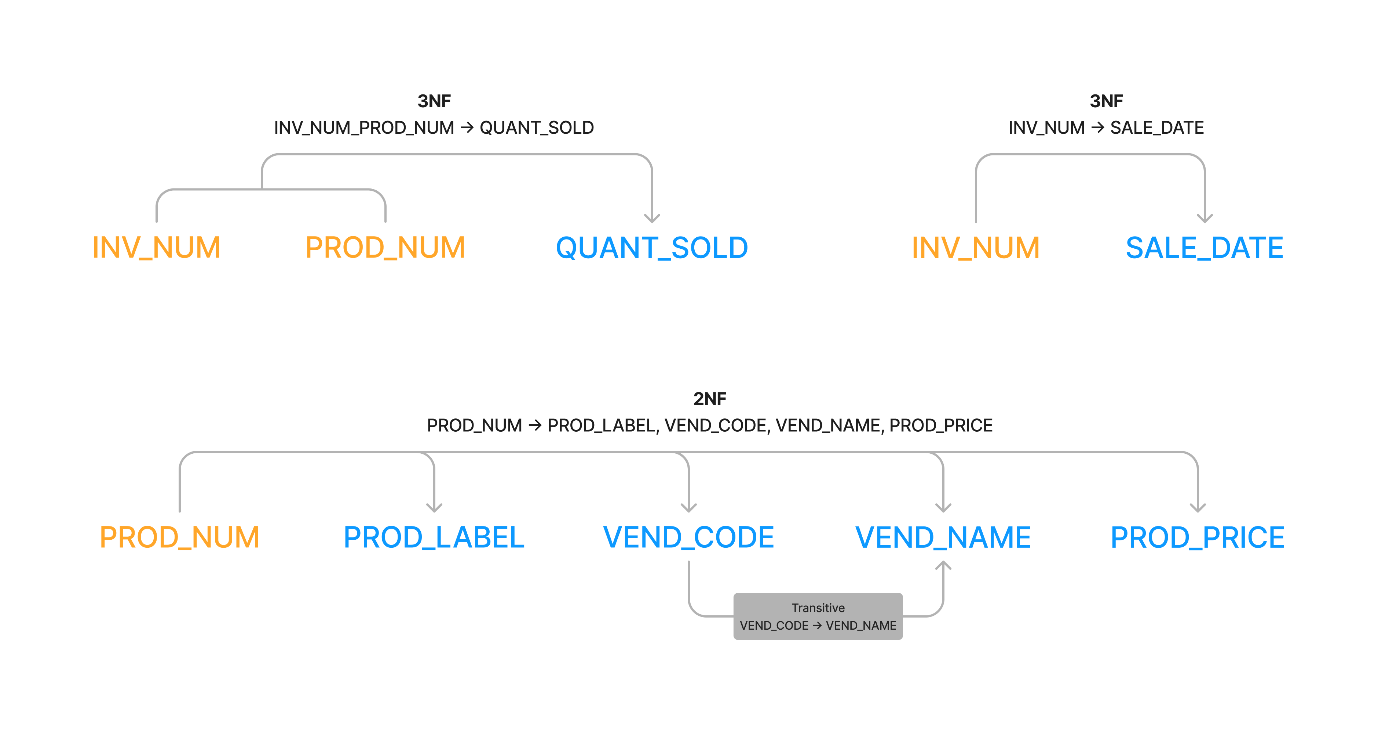 3NF
INV_NUM_PROD_NUM → QUANT_SOLD
INV_NUM PROD_NUM QUANT_SOLD
3NF
INV_NUM → SALE_DATE
INV_NUM SALE_DATE
2NF
PROD_NUM → PROD_LABEL, VEND_CODE, VEND_NAME, PROD_PRICE
PROD_NUM PROD_LABEL VEND_CODE VEND_NAME PROD_PRICE
Transitive
VEND_CODE → VEND_NAME